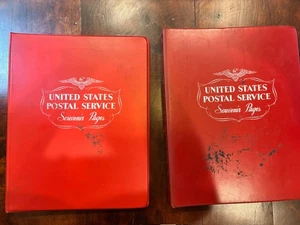 UNITED STATES
POSTAL SERVICE
Souvenir Pages
UNITED STATES
POSTAL SERVICE
Souvenir Pages